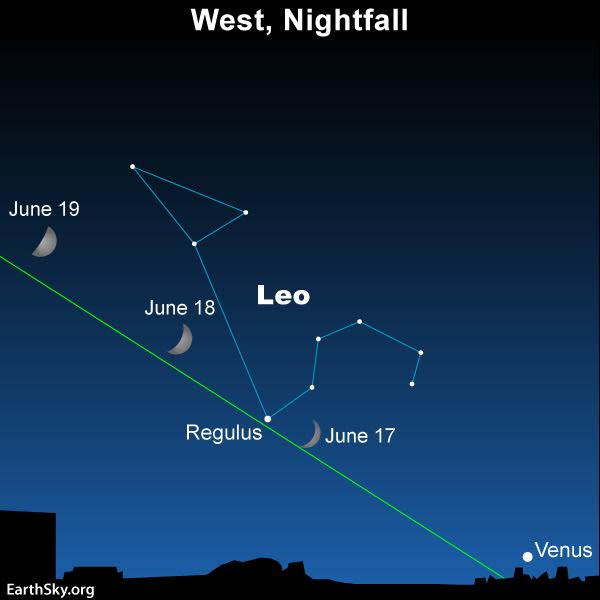 West, Nightfall
June 19
June 18
Leo
Regulus
June 17
Venus
EarthSky.org